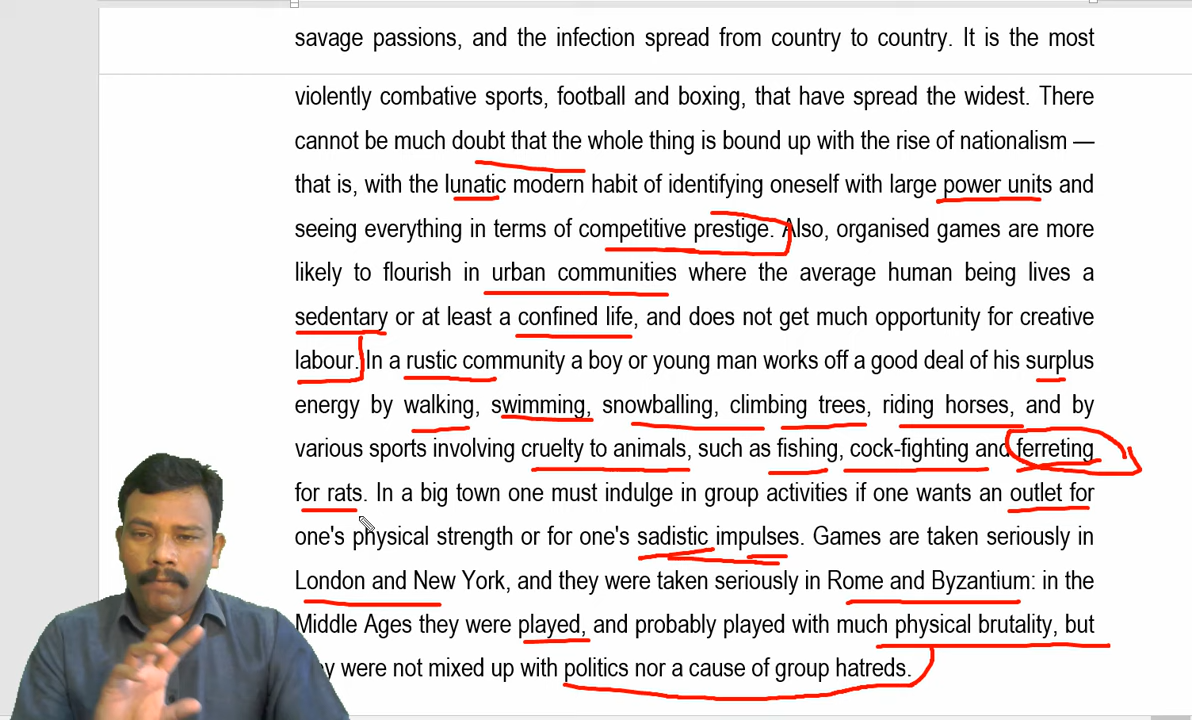 savage passions, and the infection spread from country to country. It is the most
violently combative sports, football and boxing, that have spread the widest. There
cannot be much doubt that the whole thing is bound up with the rise of nationalism —
that is, with the lunatic modern habit of identifying oneself with large power units and
seeing everything in terms of competitive prestige. Also, organised games are more
likely to flourish in urban communities where the average human being lives a
sedentary or at least a confined life, and does not get much opportunity for creative
labour. In a rustic community a boy or young man works off a good deal of his surplus
energy by walking, swimming, snowballing, climbing trees, riding horses, and by
various sports involving cruelty to animals, such as fishing, cock-fighting and ferreting
for rats. In a big town one must indulge in group activities if one wants an outlet for
one's physical strength or for one's sadistic impulses. Games are taken seriously in
London and New York, and they were taken seriously in Rome and Byzantium: in the
Middle Ages they were played, and probably played with much physical brutality, but
were not mixed up with politics nor a cause of group hatreds.